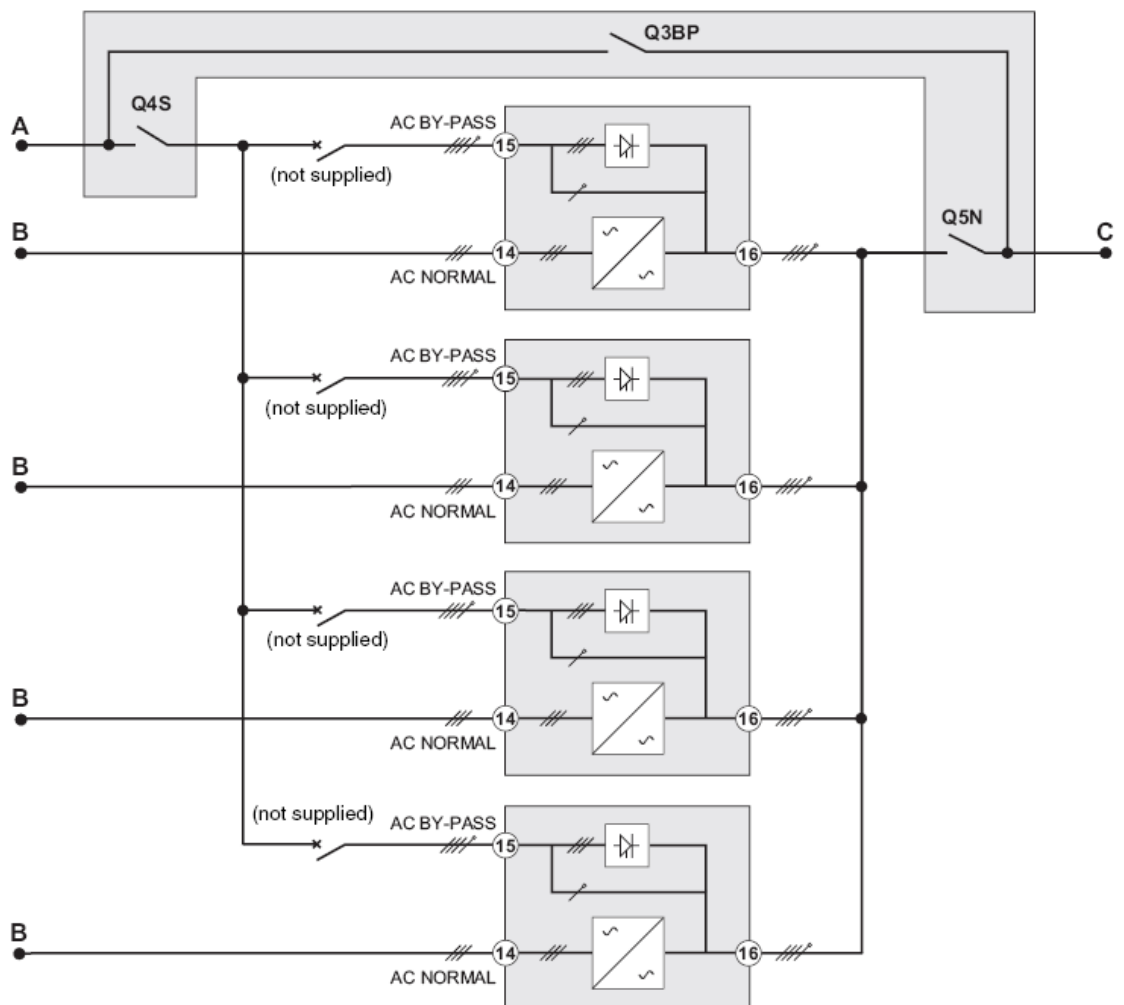 Q3BP
Q4S
A
AC BY-PASS
15
(not supplied)
Q5N
B
14
16
C
AC NORMAL
AC BY-PASS
15
(not supplied)
B
14
16
AC NORMAL
AC BY-PASS
15
(not supplied)
B
14
16
AC NORMAL
(not supplied)
AC BY-PASS
15
B
14
16
AC NORMAL